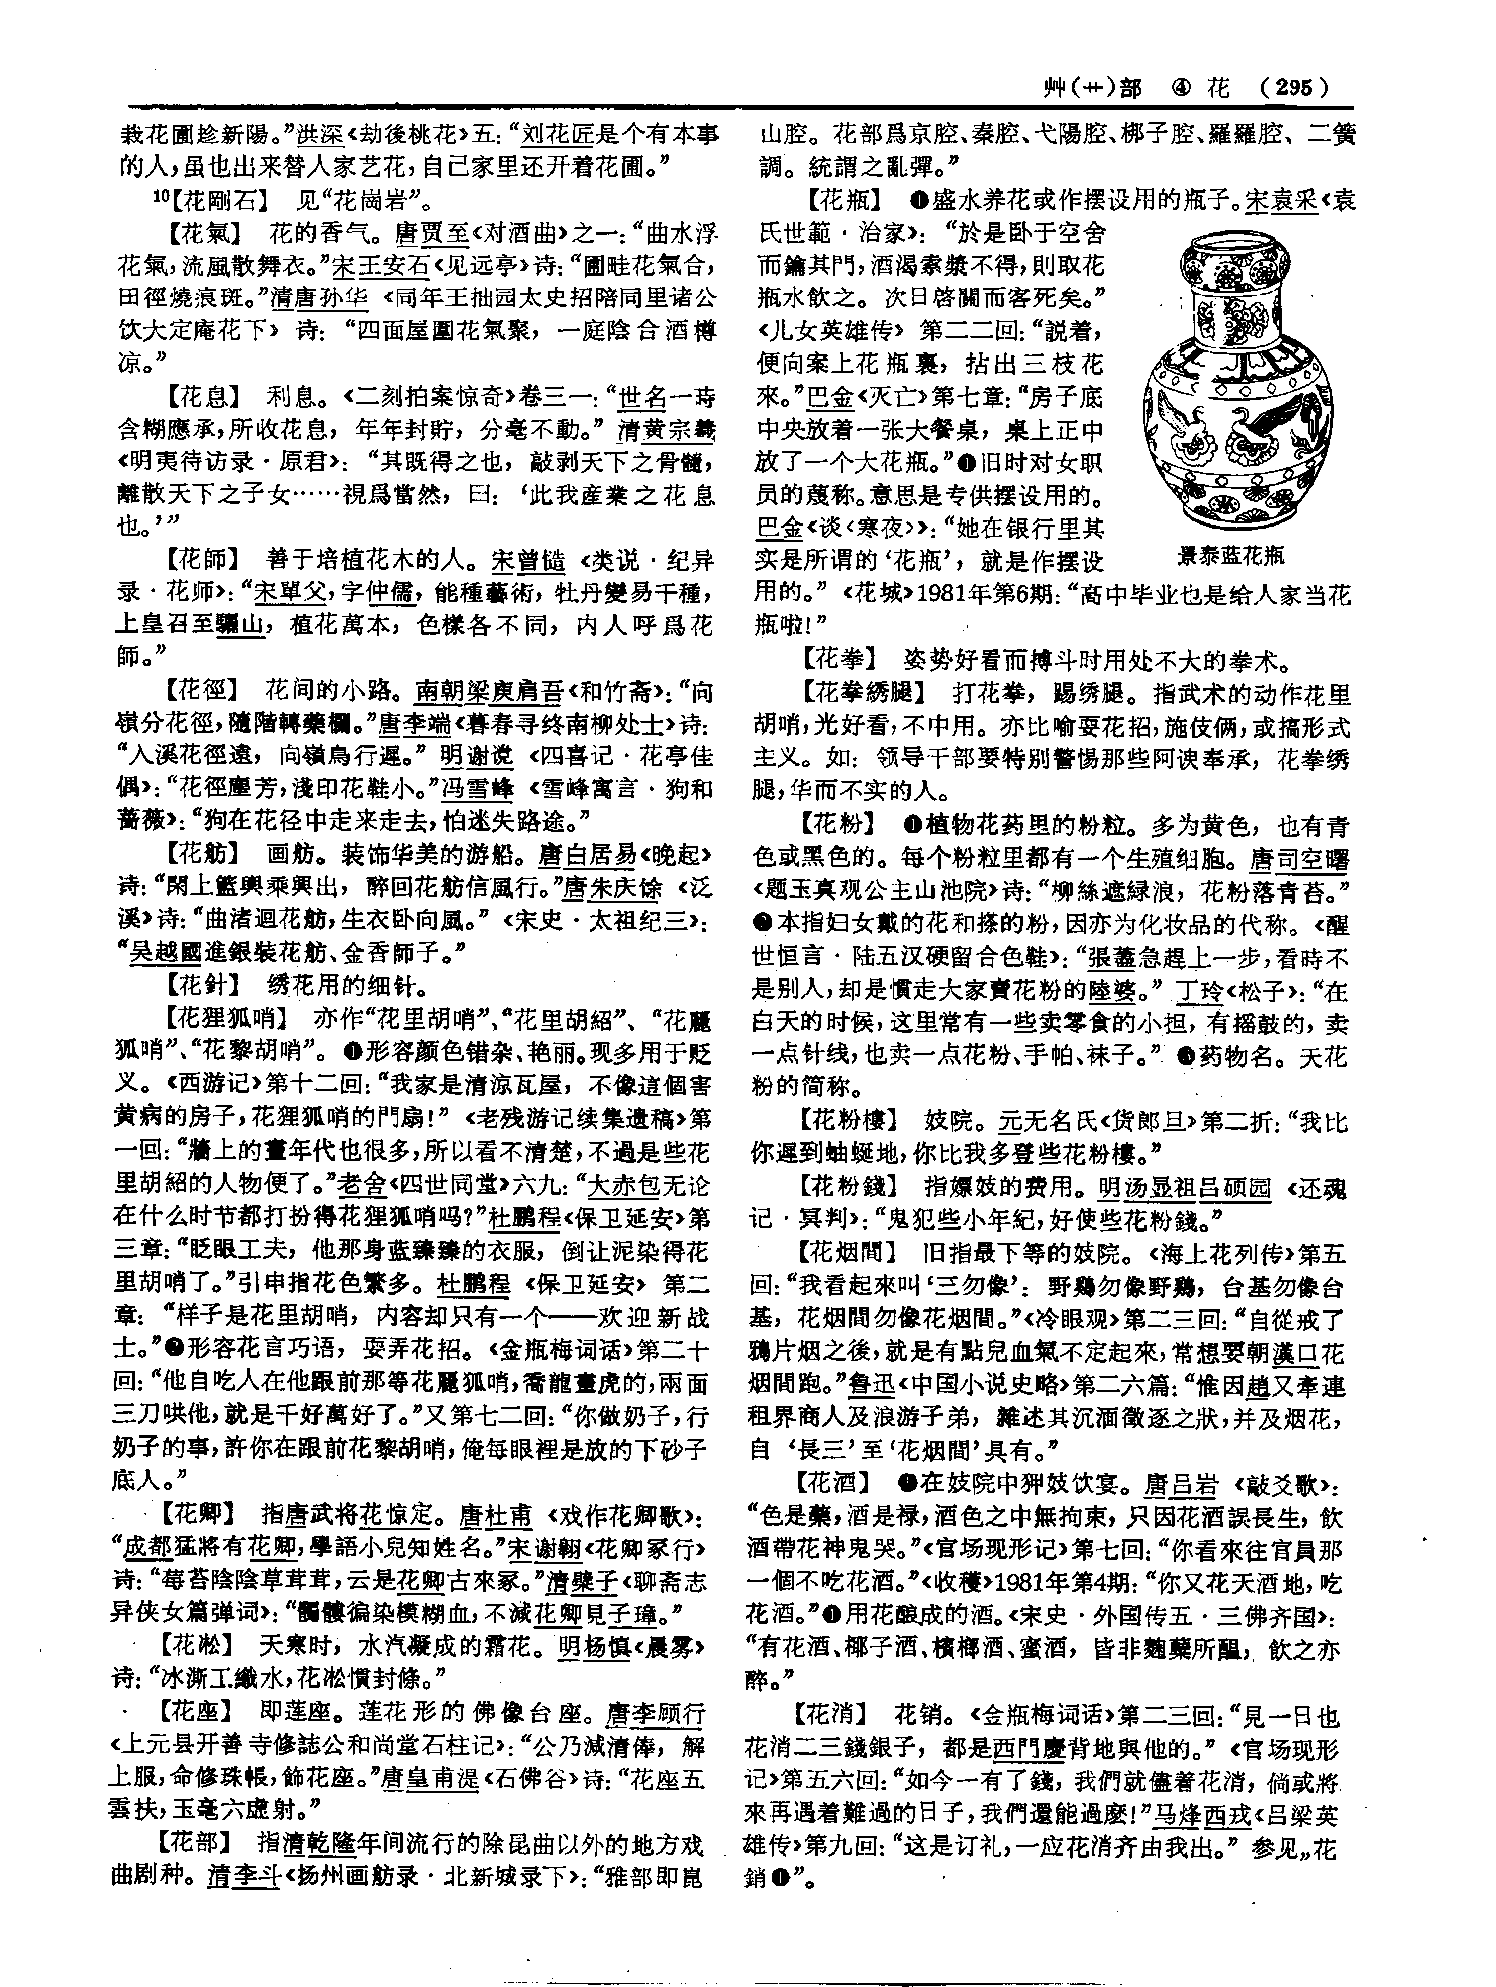 艸(艹)部　④　花　(295)
栽花圃趁新陽。”洪深《劫後桃花》五：“刘花匠是个有本事
的人，虽也出来替人家艺花，自己家里还开着花圃。”
10【花剛石】　见“花崗岩”。
【花氣】　花的香气。唐贾至《对酒曲》之一：“曲水浮
花氣，流風散舞衣。”宋王安石《见远亭》诗：“圃畦花氣合，
田徑燒痕斑。”清唐孙华《同年王拙园太史招陪同里诸公
饮大定庵花下》诗：“四面屋圍花氣聚，一庭陰合酒樽
凉。”
【花息】　利息。《二刻拍案惊奇》卷三一：“世名一時
含糊應承，所收花息，年年封貯，分毫不動。”清黄宗羲
《明夷待访录·原君》：“其既得之也，敲剥天下之骨髓，
離散天下之子女……視爲當然，曰：‘此我産業之花息
也。’”
【花師】　善于培植花木的人。宋曾慥《类说·纪异
录·花师》：“宋單父，字仲儒，能種藝術，牡丹變易千種，
上皇召至驪山，植花萬本，色樣各不同，内人呼爲花
師。”
【花徑】　花间的小路。南朝梁庾肩吾《和竹斋》：“向
嶺分花徑，隨階轉藥欄。”唐李端《暮春寻终南柳处士》诗：
“入溪花徑遠，向嶺鳥行遲。”明谢谠《四喜记·花亭佳
偶》：“花徑塵芳，淺印花鞋小。”冯雪峰《雪峰寓言·狗和
蔷薇》：“狗在花径中走来走去，怕迷失路途。”
【花舫】　画舫。装饰华美的游船。唐白居易《晚起》
诗：“閑上籃輿乘興出，醉回花舫信風行。”唐朱庆馀《泛
溪》诗：“曲渚迴花舫，生衣卧向風。”《宋史·太祖纪三》：
“吴越國進銀裝花舫、金香師子。”
【花針】　绣花用的细针。
【花狸狐哨】　亦作“花里胡哨”、“花里胡紹”、“花麗
狐哨”、“花黎胡哨”。❶形容颜色错杂、艳丽。现多用于贬
义。《西游记》第十二回：“我家是清凉瓦屋，不像這個害
黄病的房子，花狸狐哨的門扇！”《老残游记续集遗稿》第
一回：“牆上的畫年代也很多，所以看不清楚，不過是些花
里胡紹的人物便了。”老舍《四世同堂》六九：“大赤包无论
在什么时节都打扮得花狸狐哨吗？”杜鹏程《保卫延安》第
三章：“眨眼工夫，他那身蓝臻臻的衣服，倒让泥染得花
里胡哨了。”引申指花色繁多。杜鹏程《保卫延安》第二
章：“样子是花里胡哨，内容却只有一个——欢迎新战
士。”❷形容花言巧语，耍弄花招。《金瓶梅词话》第二十
回：“他自吃人在他跟前那等花麗狐哨，喬龍畫虎的，兩面
三刀哄他，就是千好萬好了。”又第七二回：“你做奶子，行
奶子的事，許你在跟前花黎胡哨，俺每眼裡是放的下砂子
底人。”
【花卿】　指唐武将花惊定。唐杜甫《戏作花卿歌》：
“成都猛將有花卿，學語小兒知姓名。”宋谢翱《花卿冢行》
诗：“莓苔陰陰草茸茸，云是花卿古來冢。”清檗子《聊斋志
异侠女篇弹词》：“髑髏徧染模糊血，不減花卿見子璋。”
【花凇】　天寒时，水汽凝成的霜花。明杨慎《晨雾》
诗：“冰澌工織水，花凇慣封條。”
【花座】　即莲座。莲花形的佛像台座。唐李顾行
《上元县开善寺修誌公和尚堂石柱记》：“公乃減清俸，解
上服，命修珠帳，飾花座。”唐皇甫湜《石佛谷》诗：“花座五
雲扶，玉毫六虚射。”
【花部】　指清乾隆年间流行的除昆曲以外的地方戏
曲剧种。清李斗《扬州画舫录·北新城录下》：“雅部即崑
山腔。花部爲京腔、秦腔、弋陽腔、梆子腔、羅羅腔、二簧
調。統謂之亂彈。”
【花瓶】　❶盛水养花或作摆设用的瓶子。宋袁采《袁
氏世範·治家》：“於是卧于空舍
而鑰其門，酒渴索漿不得，則取花
瓶水飲之。次日啓關而客死矣。”
《儿女英雄传》第二二回：“説着，
便向案上花瓶裏，拈出三枝花
來。”巴金《灭亡》第七章：“房子底
中央放着一张大餐桌，桌上正中
放了一个大花瓶。”❷旧时对女职
员的蔑称。意思是专供摆设用的。
巴金《谈〈寒夜〉》：“她在银行里其
实是所谓的‘花瓶’，就是作摆设
用的。”《花城》1981年第6期：“高中毕业也是给人家当花
瓶啦！”
景泰蓝花瓶
【花拳】　姿势好看而搏斗时用处不大的拳术。
【花拳綉腿】　打花拳，踢绣腿。指武术的动作花里
胡哨，光好看，不中用。亦比喻耍花招，施伎俩，或搞形式
主义。如：领导干部要特别警惕那些阿谀奉承，花拳绣
腿，华而不实的人。
【花粉】　❶植物花药里的粉粒。多为黄色，也有青
色或黑色的。每个粉粒里都有一个生殖细胞。唐司空曙
《题玉真观公主山池院》诗：“柳絲遮緑浪，花粉落青苔。”
❷本指妇女戴的花和搽的粉，因亦为化妆品的代称。《醒
世恒言·陆五汉硬留合色鞋》：“張藎急趕上一步，看時不
是别人，却是慣走大家賣花粉的陸婆。”丁玲《松子》：“在
白天的时候，这里常有一些卖零食的小担，有摇鼓的，卖
一点针线，也卖一点花粉、手帕、袜子。”❸药物名。天花
粉的简称。
【花粉樓】　妓院。元无名氏《货郎旦》第二折：“我比
你遲到蚰蜒地，你比我多登些花粉樓。”
【花粉錢】　指嫖妓的费用。明汤显祖吕硕园《还魂
记·冥判》：“鬼犯些小年紀，好使些花粉錢。”
【花烟間】　旧指最下等的妓院。《海上花列传》第五
回：“我看起來叫‘三勿像’：野鷄勿像野鷄，台基勿像台
基，花烟間勿像花烟間。”《冷眼观》第二三回：“自從戒了
鴉片烟之後，就是有點兒血氣不定起來，常想要朝漢口花
烟間跑。”鲁迅《中国小说史略》第二六篇：“惟因趙又牽連
租界商人及浪游子弟，雜述其沉湎徵逐之狀，并及烟花，
自‘長三’至‘花烟間’具有。”
【花酒】　❶在妓院中狎妓饮宴。唐吕岩《敲爻歌》：
“色是藥，酒是禄，酒色之中無拘束，只因花酒誤長生，飲
酒帶花神鬼哭。”《官场现形记》第七回：“你看來往官員那
一個不吃花酒。”《收穫》1981年第4期：“你又花天酒地，吃
花酒。”❷用花酿成的酒。《宋史·外国传五·三佛齐国》：
“有花酒、椰子酒、檳榔酒、蜜酒，皆非麴櫱所醖，飲之亦
醉。”
【花消】　花销。《金瓶梅词话》第二三回：“見一日也
花消二三錢銀子，都是西門慶背地與他的。”《官场现形
记》第五六回：“如今一有了錢，我們就儘着花消，倘或將
來再遇着難過的日子，我們還能過麽！”马烽西戎《吕梁英
雄传》第九回：“这是订礼，一应花消齐由我出。”参见„花
銷❶”。